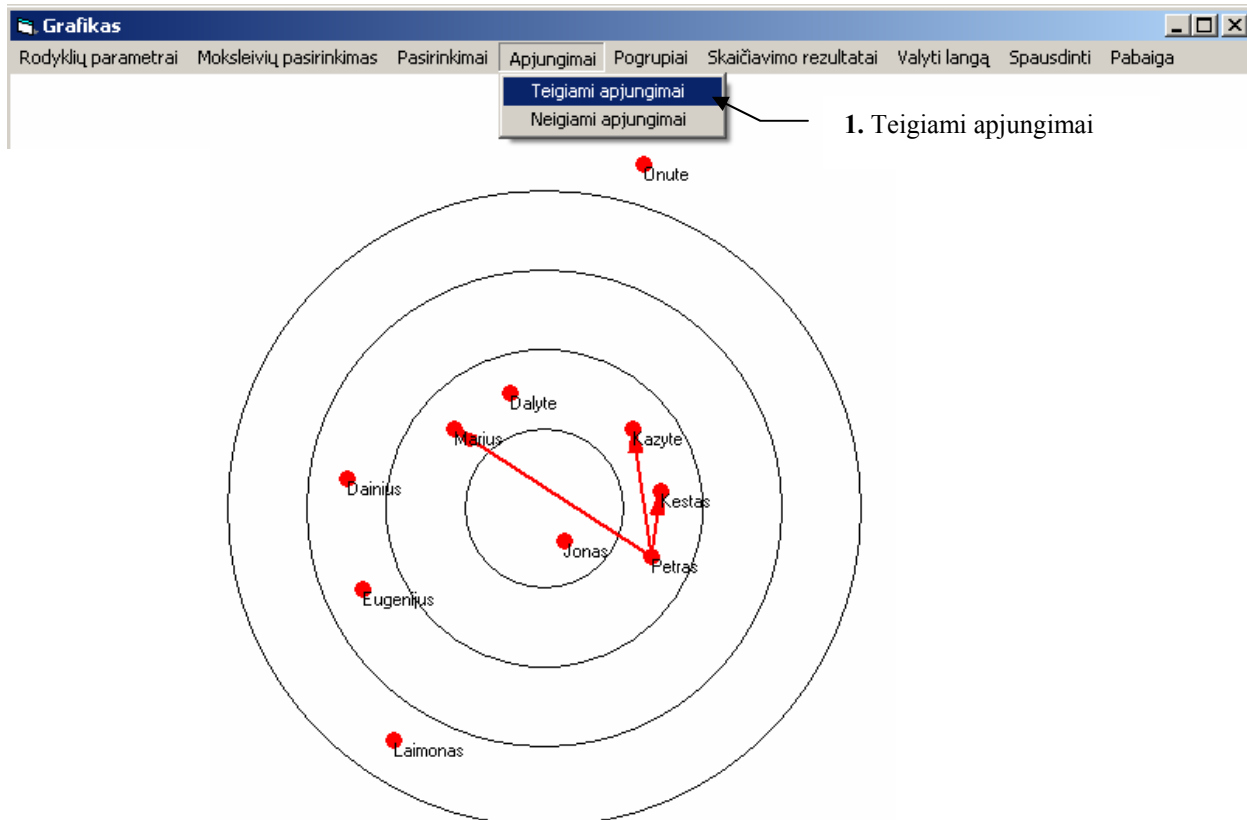 Grafikas
Rodyklių parametrai Moksleivių pasirinkimas Pasirinkimai Apjungimai Pogrupiai Skaičiavimo rezultatai Valyti langą Spausdinti Pabaiga
Teigiami apjungimai
Neigiami apjungimai
1. Teigiami apjungimai
Onute
Dalyte
Marius
Kazyte
Dainius
Kestas
Jonas
Petras
Eugenijus
Laimonas